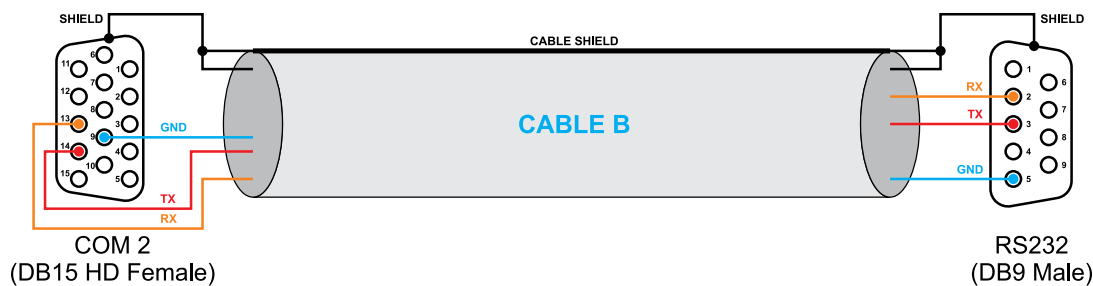 SHIELD
CABLE SHIELD
SHIELD
6
11
1
1
7
6
RX
12
2
2
8
7
13
3
TX
3
9
GND
CABLE B
8
14
4
4
10
9
GND
15
5
5
TX
RX
COM 2
(DB15 HD Female)
RS232
(DB9 Male)